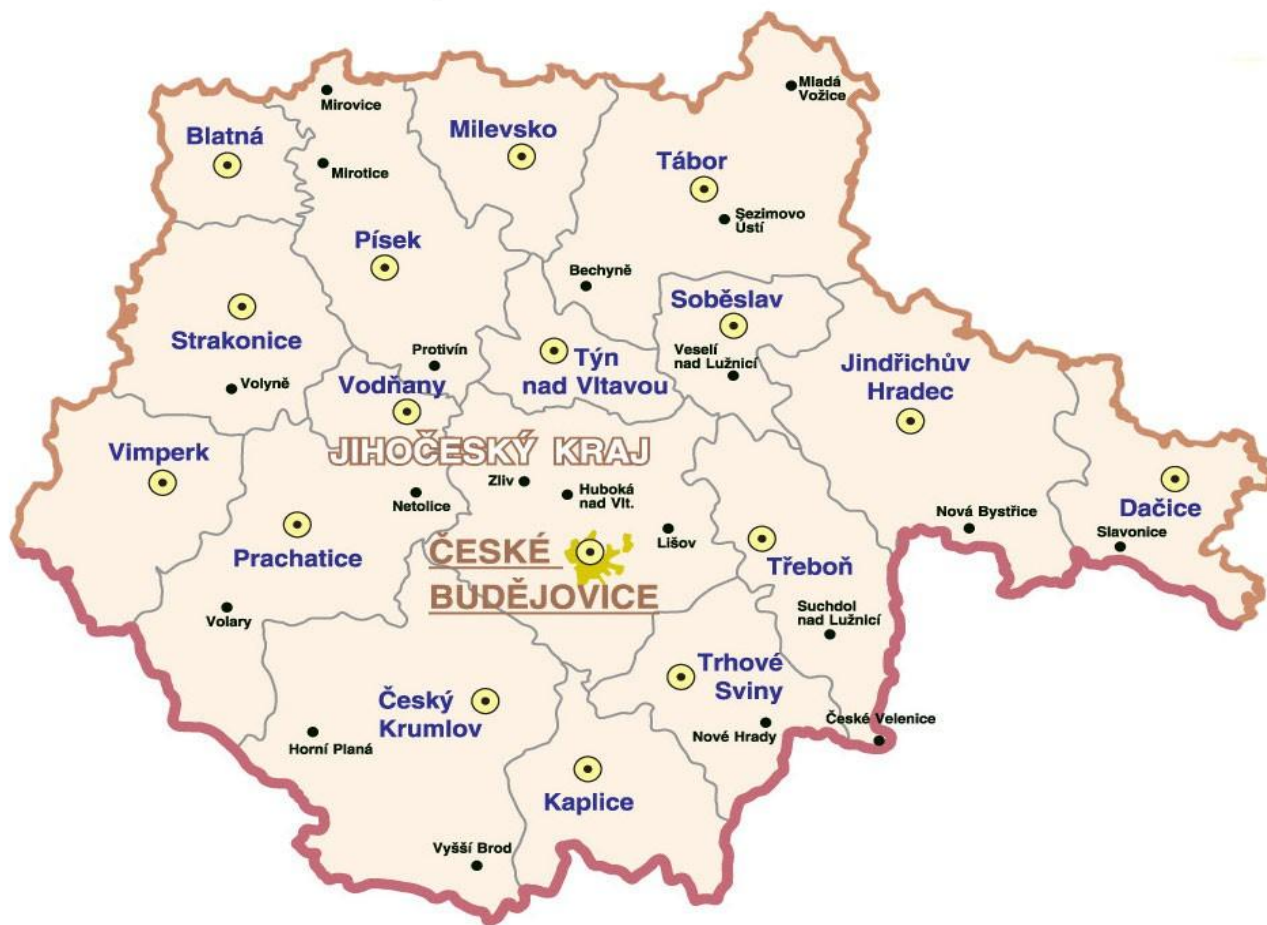 Mladá
Vožice
Mirovice
Blatná
Milevsko
Mirotice
Tábor
Sezimovo
Ústí
Písek
Bechyně
Soběslav
Strakonice
Protivín
Týn
nad Vltavou
Veselí
nad Lužnicí
Jindřichův
Hradec
Volyně
Vodňany
Vimperk
JIHOČESKÝ KRAJ
Zliv
Huboká
nad Vlt.
Netolice
Dačice
Nová Bystřice
Slavonice
Prachatice
ČESKÉ
BUDĚJOVICE
Lišov
Třeboň
Volary
Suchdol
nad Lužnicí
Trhové
Sviny
Český
Krumlov
Nové Hrady
České Velenice
Horní Planá
Kaplice
Vyšší Brod